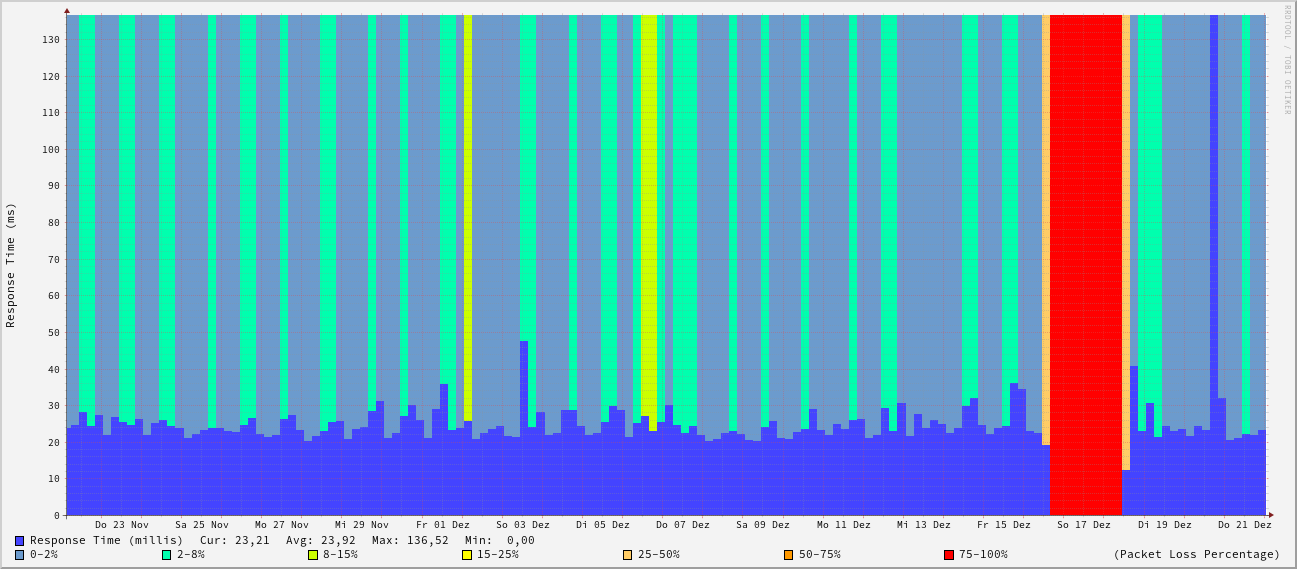 RRDTOOL / TOBI OETIKER
Response Time (ms)
130
120
110
100
90
80
70
60
50
40
30
20
10
0
Do 23 Nov Sa 25 Nov Mo 27 Nov Mi 29 Nov Fr 01 Dez So 03 Dez Di 05 Dez Do 07 Dez Sa 09 Dez Mo 11 Dez Mi 13 Dez Fr 15 Dez So 17 Dez Di 19 Dez Do 21 Dez
Response Time (millis) Cur: 23,21 Avg: 23,92 Max: 136,52 Min: 0,00
0-2% 2-8% 8-15% 15-25% 25-50% 50-75% 75-100% (Packet Loss Percentage)